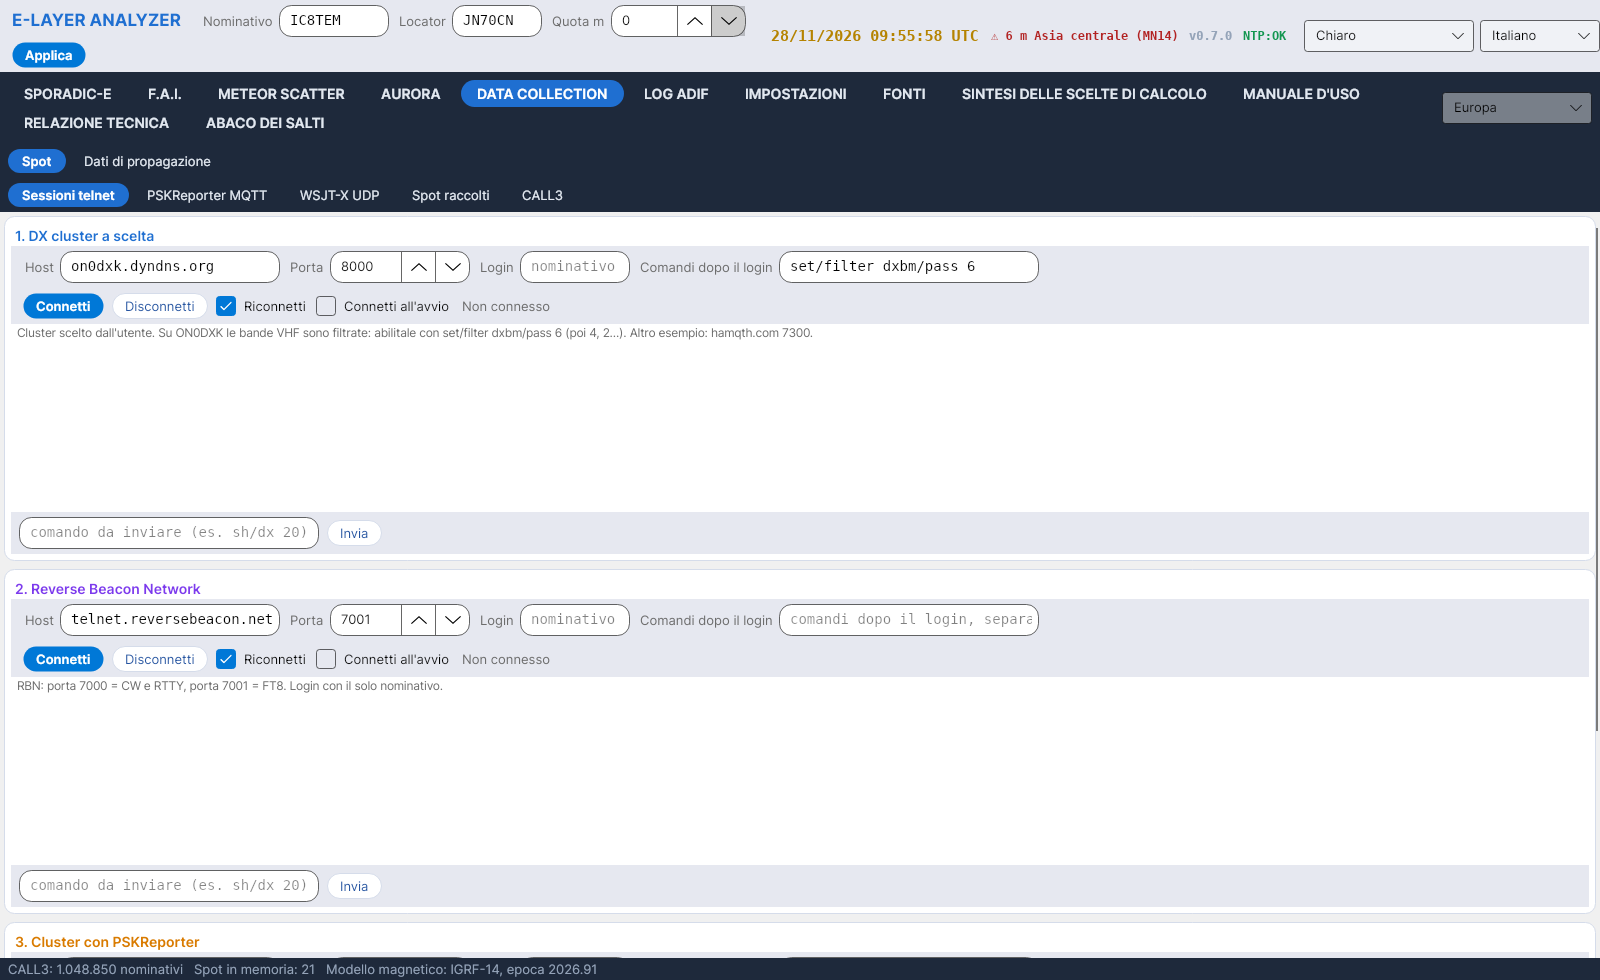 E-LAYER ANALYZER Nominativo IC8TEM Locator JN70CN Quota m 0
28/11/2026 09:55:58 UTC ⚠ 6 m Asia centrale (MN14) v0.7.0 NTP:OK Chiaro Italiano
Applica
SPORADIC-E F.A.I. METEOR SCATTER AURORA DATA COLLECTION LOG ADIF IMPOSTAZIONI FONTI SINTESI DELLE SCELTE DI CALCOLO MANUALE D'USO
Europa
RELAZIONE TECNICA ABACO DEI SALTI
Spot Dati di propagazione
Sessioni telnet PSKReporter MQTT WSJT-X UDP Spot raccolti CALL3
1. DX cluster a scelta
Host on0dxk.dyndns.org Porta 8000 Login nominativo Comandi dopo il login set/filter dxbm/pass 6
Connetti Disconnetti Riconnetti Connetti all'avvio Non connesso
Cluster scelto dall'utente. Su ON0DXK le bande VHF sono filtrate: abilitale con set/filter dxbm/pass 6 (poi 4, 2...). Altro esempio: hamqth.com 7300.
comando da inviare (es. sh/dx 20) Invia
2. Reverse Beacon Network
Host telnet.reversebeacon.net Porta 7001 Login nominativo Comandi dopo il login comandi dopo il login, separa
Connetti Disconnetti Riconnetti Connetti all'avvio Non connesso
RBN: porta 7000 = CW e RTTY, porta 7001 = FT8. Login con il solo nominativo.
comando da inviare (es. sh/dx 20) Invia
3. Cluster con PSKReporter
CALL3: 1.048.850 nominativi Spot in memoria: 21 Modello magnetico: IGRF-14, epoca 2026.91